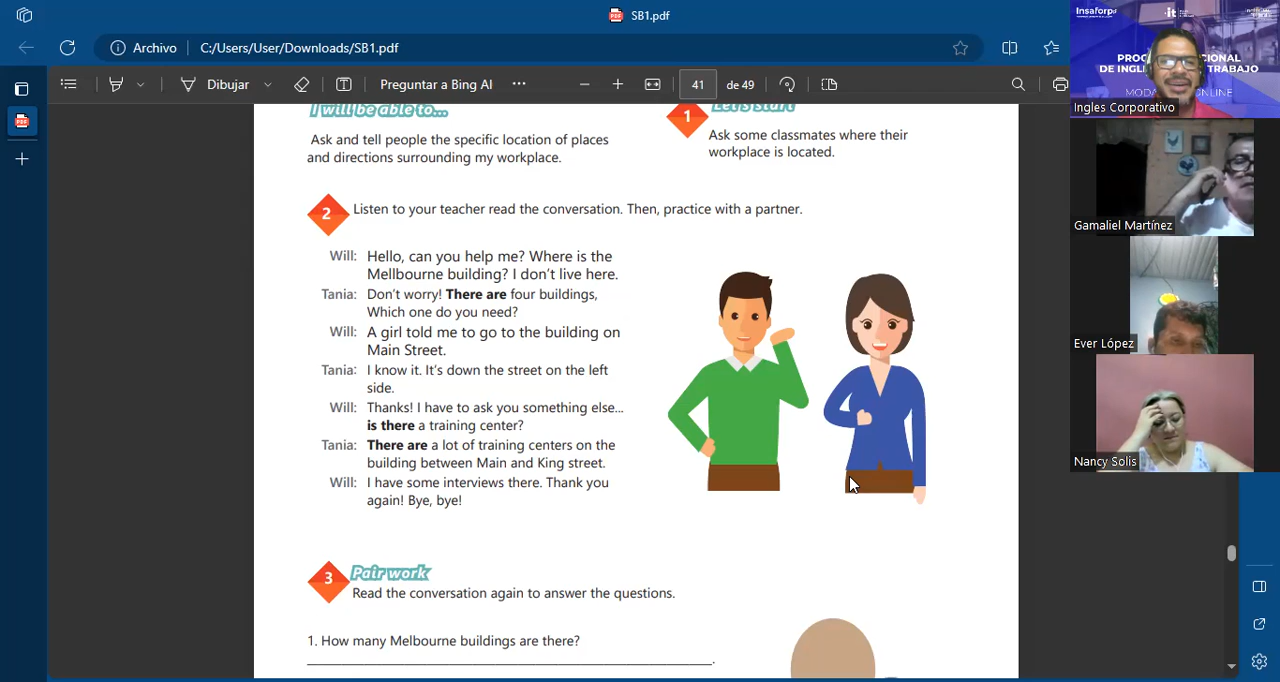 SB1.pdf
Archivo C:/Users/User/Downloads/SB1.pdf
Dibujar Preguntar a Bing AI 41 de 49
I will be able to...
Ask and tell people the specific location of places
and directions surrounding my workplace.
1 Let's start
Ask some classmates where their
workplace is located.
2 Listen to your teacher read the conversation. Then, practice with a partner.
Will: Hello, can you help me? Where is the
Mellbourne building? I don't live here.
Tania: Don't worry! There are four buildings,
Which one do you need?
Will: A girl told me to go to the building on
Main Street.
Tania: I know it. It's down the street on the left
side.
Will: Thanks! I have to ask you something else...
is there a training center?
Tania: There are a lot of training centers on the
building between Main and King street.
Will: I have some interviews there. Thank you
again! Bye, bye!
3 Pair work
Read the conversation again to answer the questions.
1. How many Melbourne buildings are there?
Insaforp
Ingles Corporativo
Gamaliel Martínez
Ever López
Nancy Solis